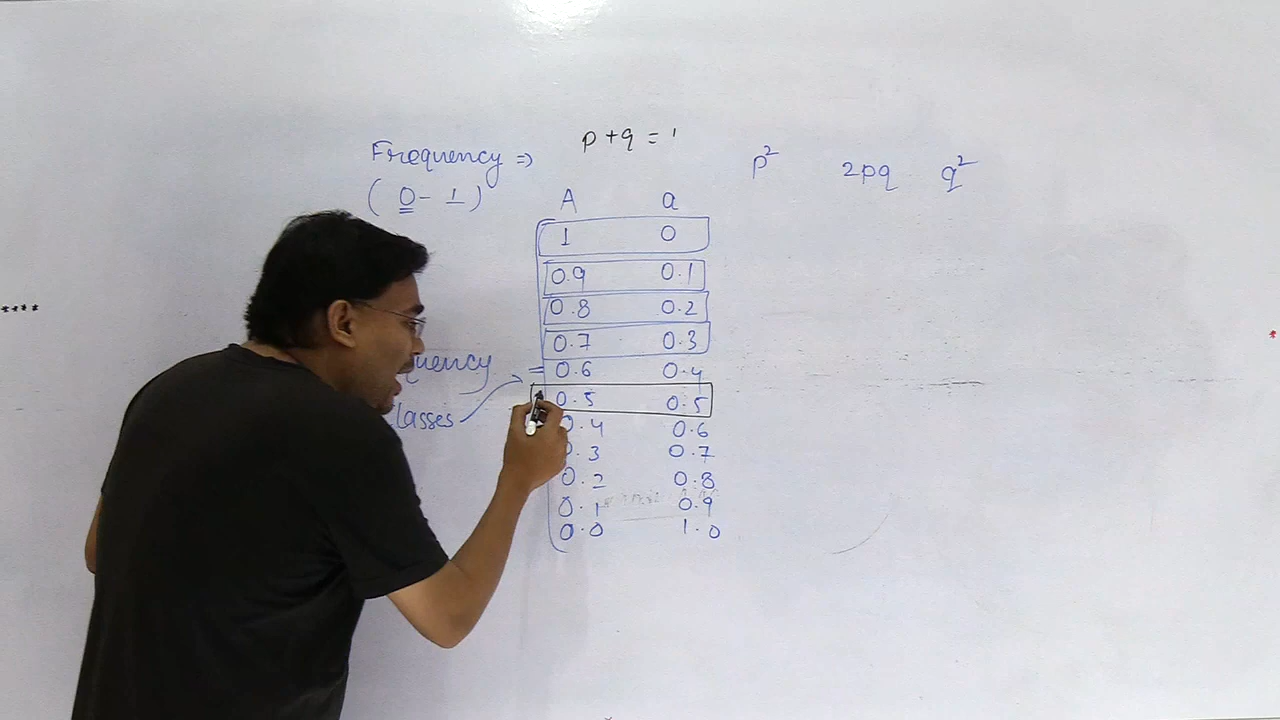 p + q = 1
Frequency ⇒
p² 2pq q²
(0 - 1)
A a
1 0
0.9 0.1
0.8 0.2
0.7 0.3
= 0.6 0.4
0.5 0.5
0.4 0.6
0.3 0.7
0.2 0.8
0.1 0.9
0.0 1.0
****
*